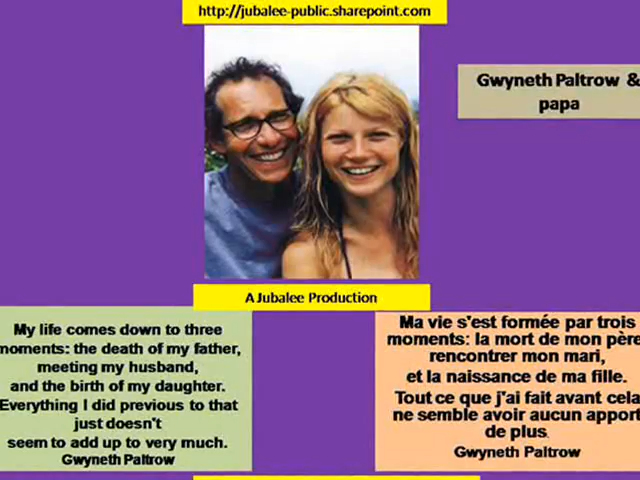 http://jubalee-public.sharepoint.com/
Gwyneth Paltrow &
papa
A Jubalee Production
My life comes down to three
moments: the death of my father,
meeting my husband,
and the birth of my daughter.
Everything I did previous to that
just doesn't
seem to add up to very much.
Gwyneth Paltrow
Ma vie s'est formée par trois
moments: la mort de mon père
rencontrer mon mari,
et la naissance de ma fille.
Tout ce que j'ai fait avant cela
ne semble avoir aucun apport
de plus.
Gwyneth Paltrow